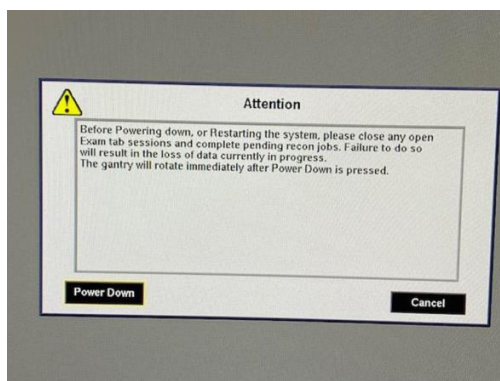 Attention
Before Powering down, or Restarting the system, please close any open
Exam tab sessions and complete pending recon jobs. Failure to do so
will result in the loss of data currently in progress.
The gantry will rotate immediately after Power Down is pressed.
Power Down
Cancel